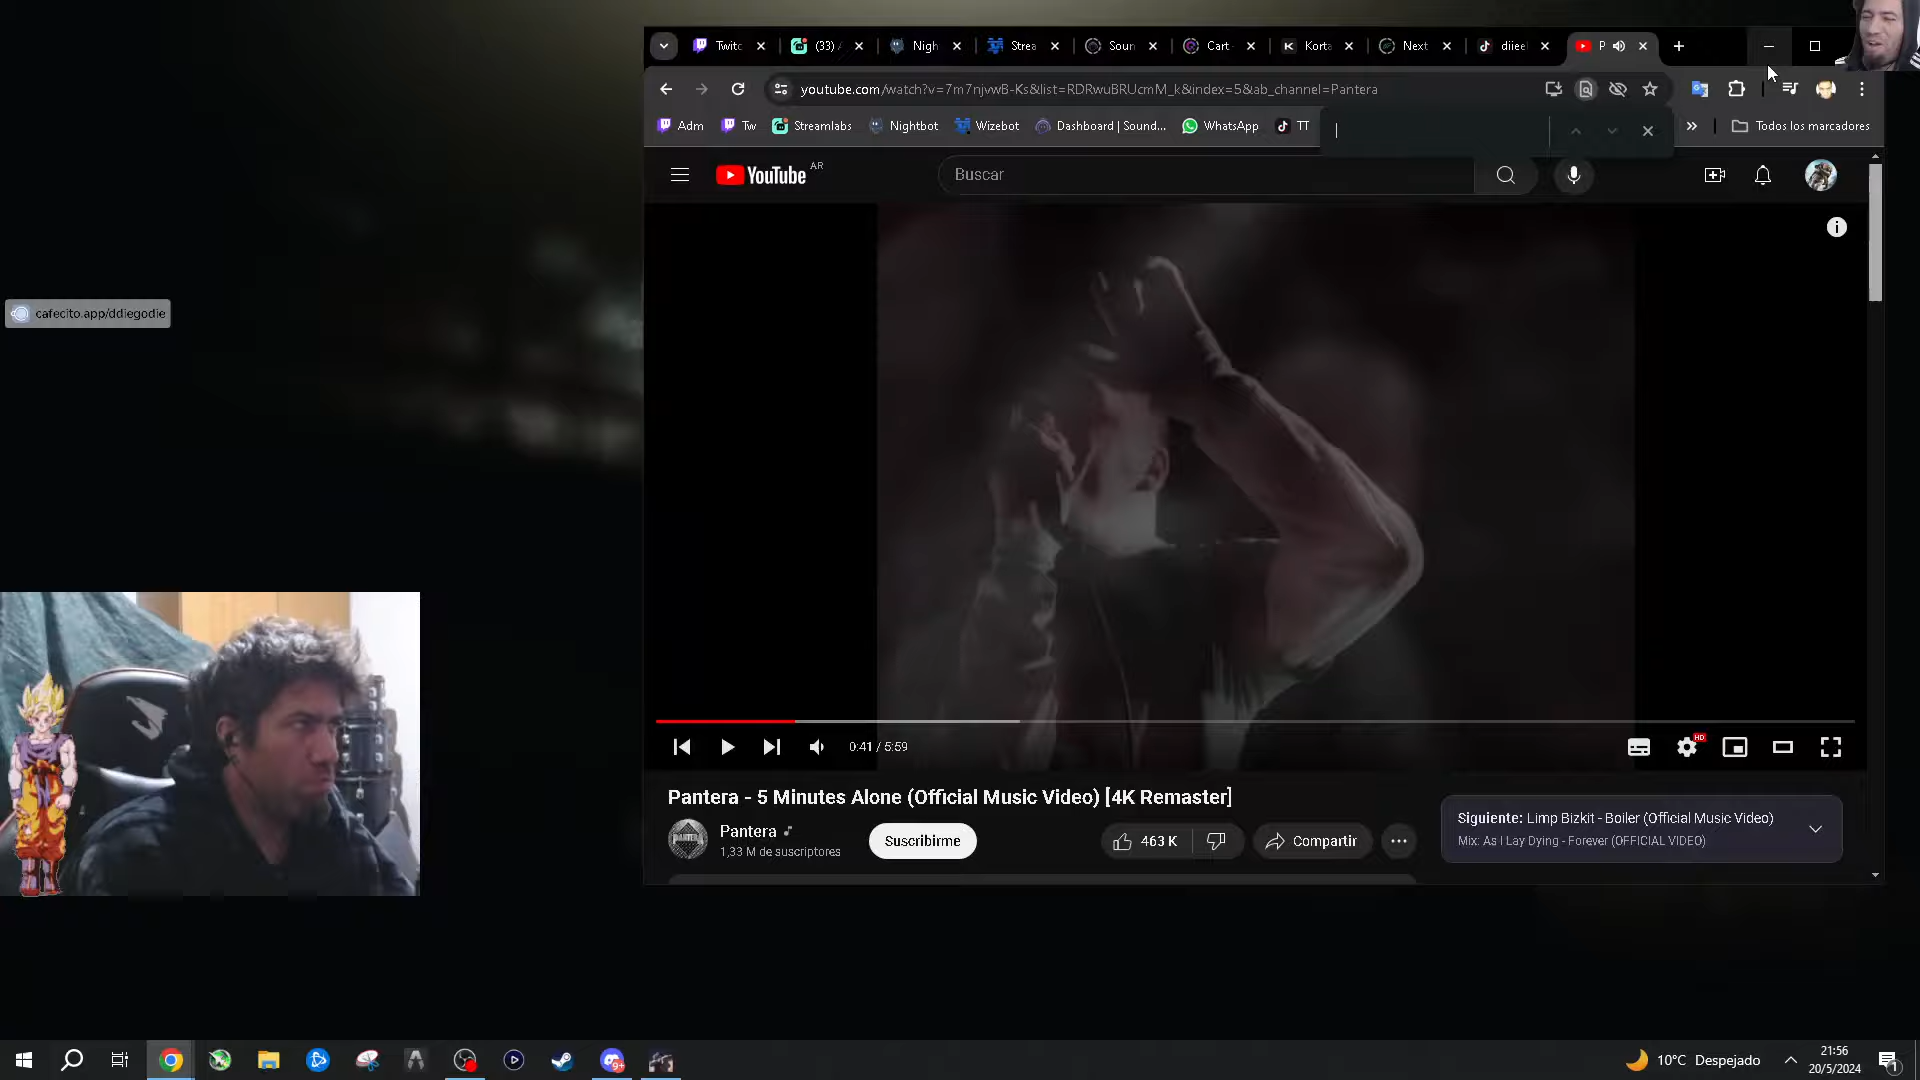 Twitc
(33)
Nigh
Strea
Soun
Cart
Korta
Next
diieel
P
youtube.com/watch?v=7m7njvwB-Ks&list=RDRwuBRUcmM_k&index=5&ab_channel=Pantera
Adm
Tw
Streamlabs
Nightbot
Wizebot
Dashboard | Sound...
WhatsApp
TT
Todos los marcadores
YouTube AR
Buscar
cafecito.app/ddiegodie
0:41 / 5:59
HD
Pantera - 5 Minutes Alone (Official Music Video) [4K Remaster]
Pantera
1,33 M de suscriptores
Suscribirme
463 K
Compartir
Siguiente: Limp Bizkit - Boiler (Official Music Video)
Mix: As I Lay Dying - Forever (OFFICIAL VIDEO)
9+
10°C Despejado
21:56
20/5/2024
1